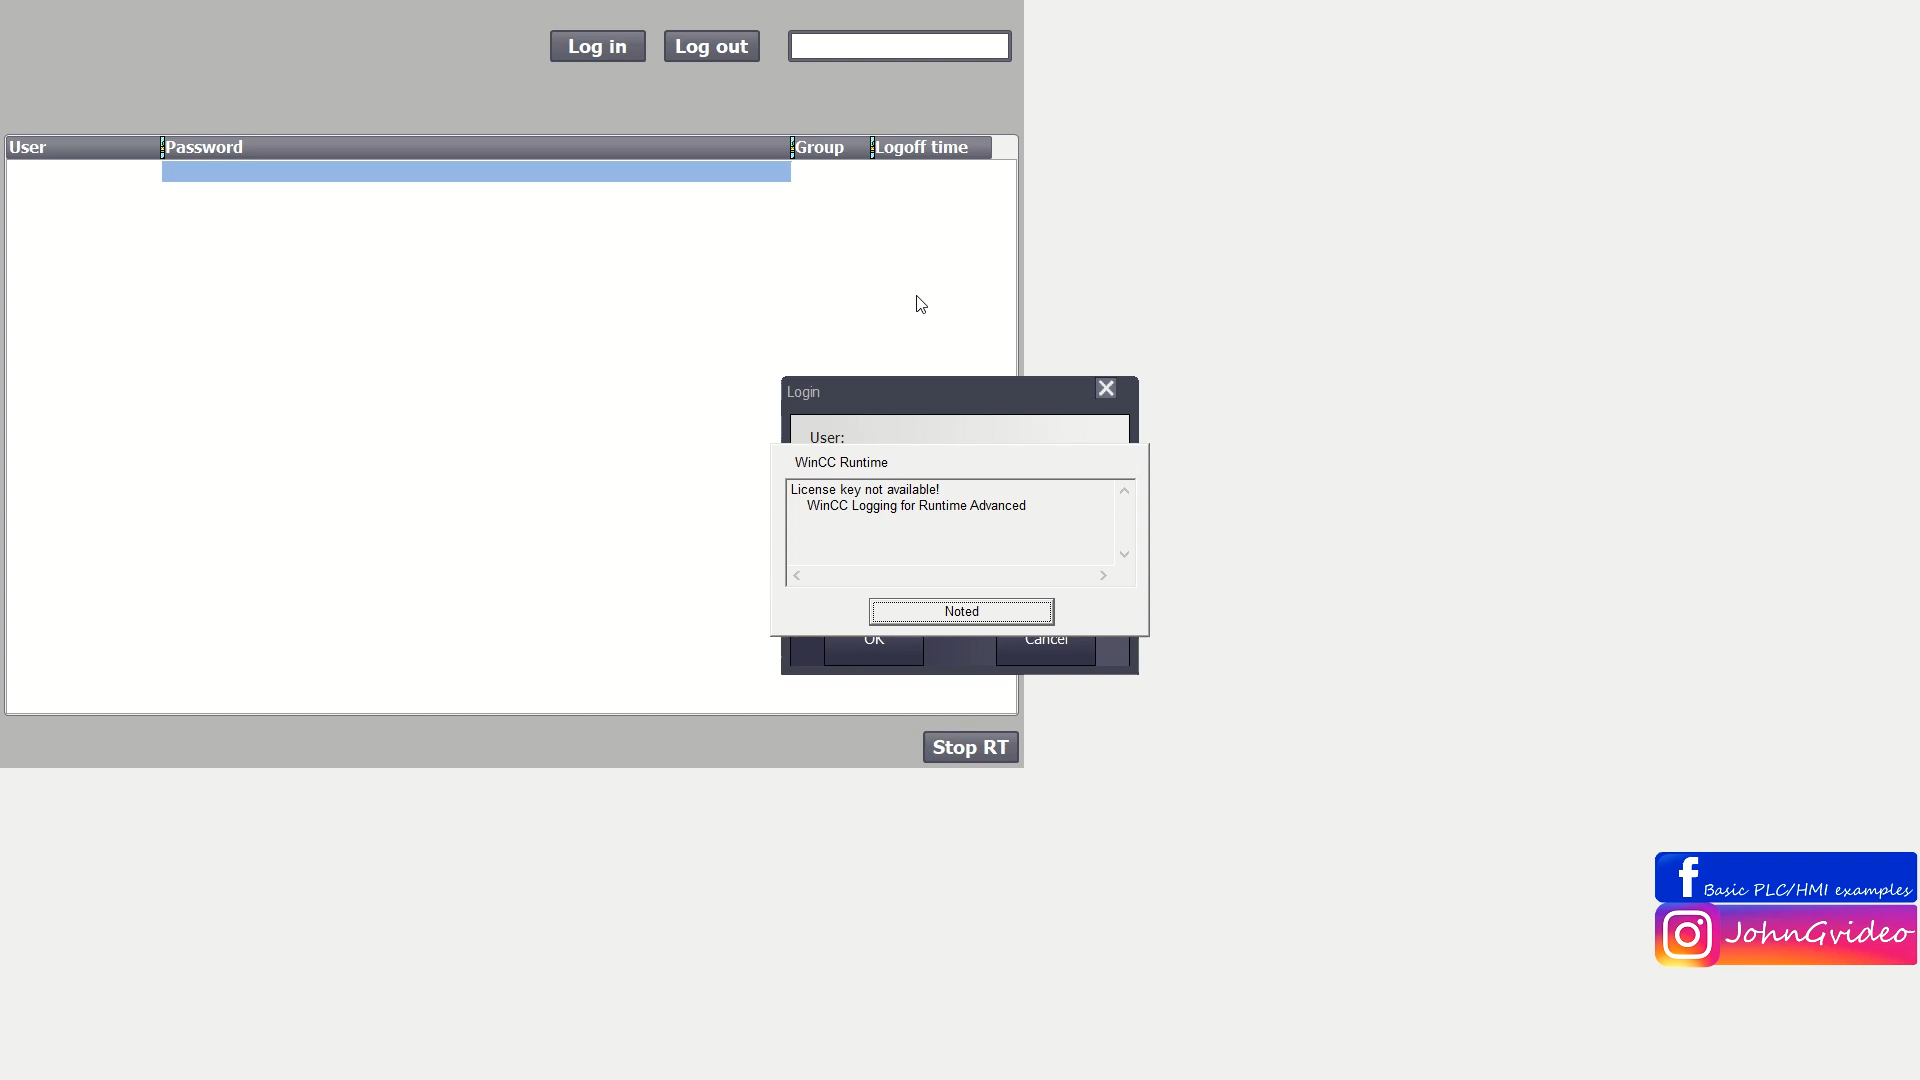 Log in
Log out
User
Password
Group
Logoff time
Login
User:
WinCC Runtime
License key not available!
WinCC Logging for Runtime Advanced
Noted
OK
Cancel
Stop RT
f Basic PLC/HMI examples
JohnGvideo